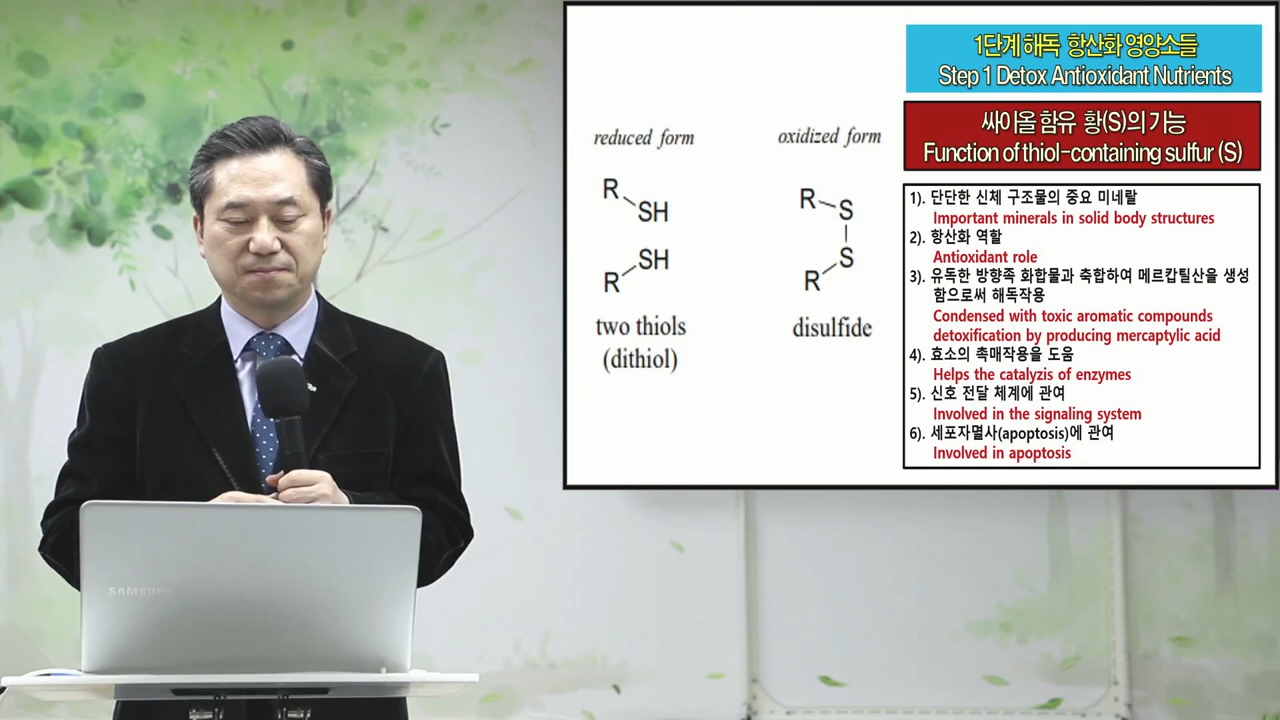 1단계 해독 항산화 영양소들
Step 1 Detox Antioxidant Nutrients
싸이올 함유 황(S)의 기능
Function of thiol-containing sulfur (S)
reduced form
oxidized form
R
SH
SH
R
two thiols
(dithiol)
R
S
S
R
disulfide
1). 단단한 신체 구조물의 중요 미네랄
Important minerals in solid body structures
2). 항산화 역할
Antioxidant role
3). 유독한 방향족 화합물과 축합하여 메르캅틸산을 생성
함으로써 해독작용
Condensed with toxic aromatic compounds
detoxification by producing mercaptylic acid
4). 효소의 촉매작용을 도움
Helps the catalyzis of enzymes
5). 신호 전달 체계에 관여
Involved in the signaling system
6). 세포자멸사(apoptosis)에 관여
Involved in apoptosis
SAMSUNG